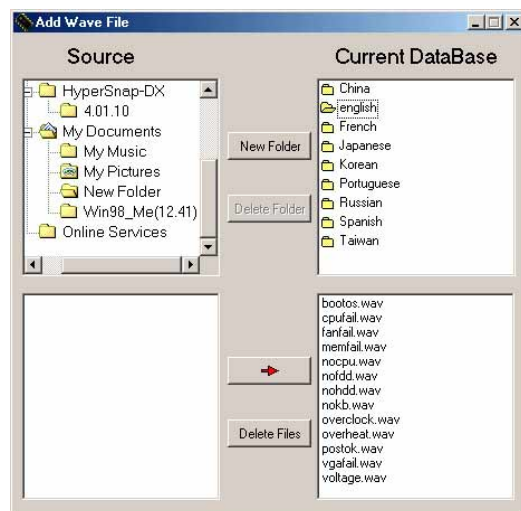 Add Wave File
Source
Current DataBase
HyperSnap-DX
4.01.10
My Documents
My Music
My Pictures
New Folder
Win98_Me(12.41)
Online Services
New Folder
Delete Folder
China
english
French
Japanese
Korean
Portuguese
Russian
Spanish
Taiwan
Delete Files
bootos.wav
cpufail.wav
fanfail.wav
memfail.wav
nocpu.wav
nofdd.wav
nohdd.wav
nokb.wav
overclock.wav
overheat.wav
postok.wav
vgafail.wav
voltage.wav